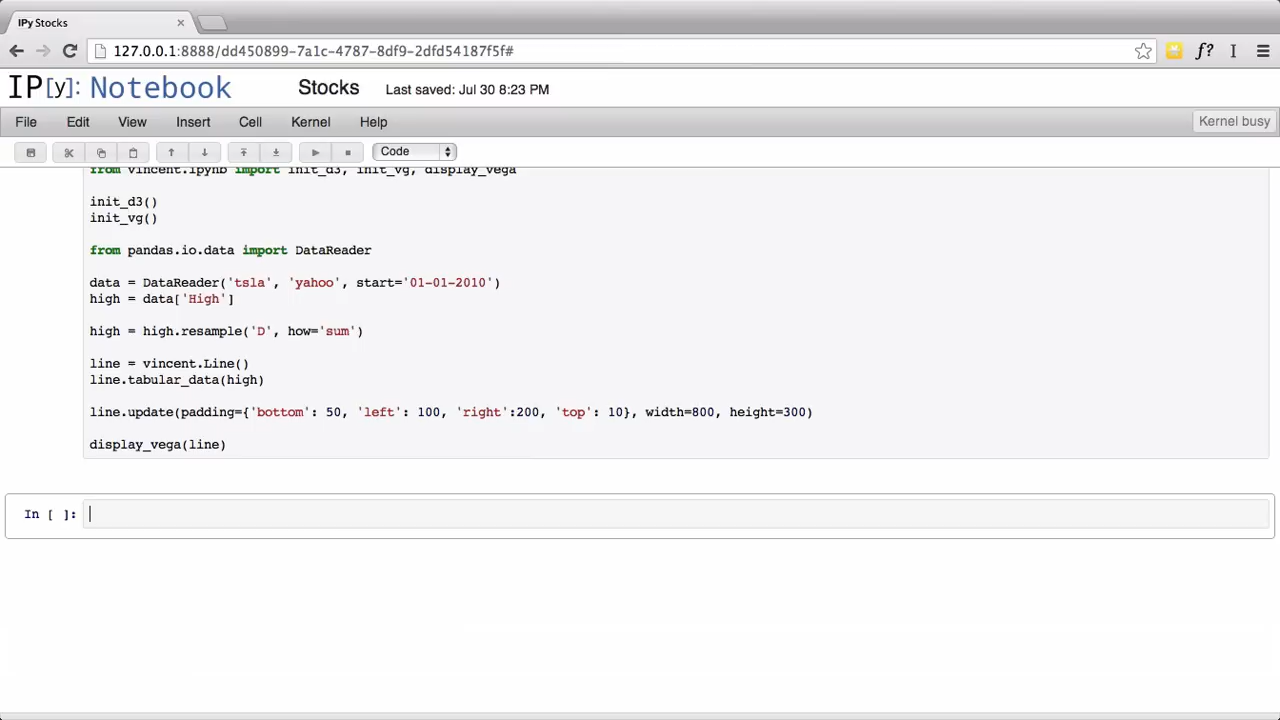 IPy Stocks
127.0.0.1:8888/dd450899-7a1c-4787-8df9-2dfd54187f5f#
f?
IP[y]: Notebook Stocks Last saved: Jul 30 8:23 PM
File Edit View Insert Cell Kernel Help Kernel busy
Code
from vincent.ipynb import init_d3, init_vg, display_vega
init_d3()
init_vg()
from pandas.io.data import DataReader
data = DataReader('tsla', 'yahoo', start='01-01-2010')
high = data['High']
high = high.resample('D', how='sum')
line = vincent.Line()
line.tabular_data(high)
line.update(padding={'bottom': 50, 'left': 100, 'right':200, 'top': 10}, width=800, height=300)
display_vega(line)
In [ ]: